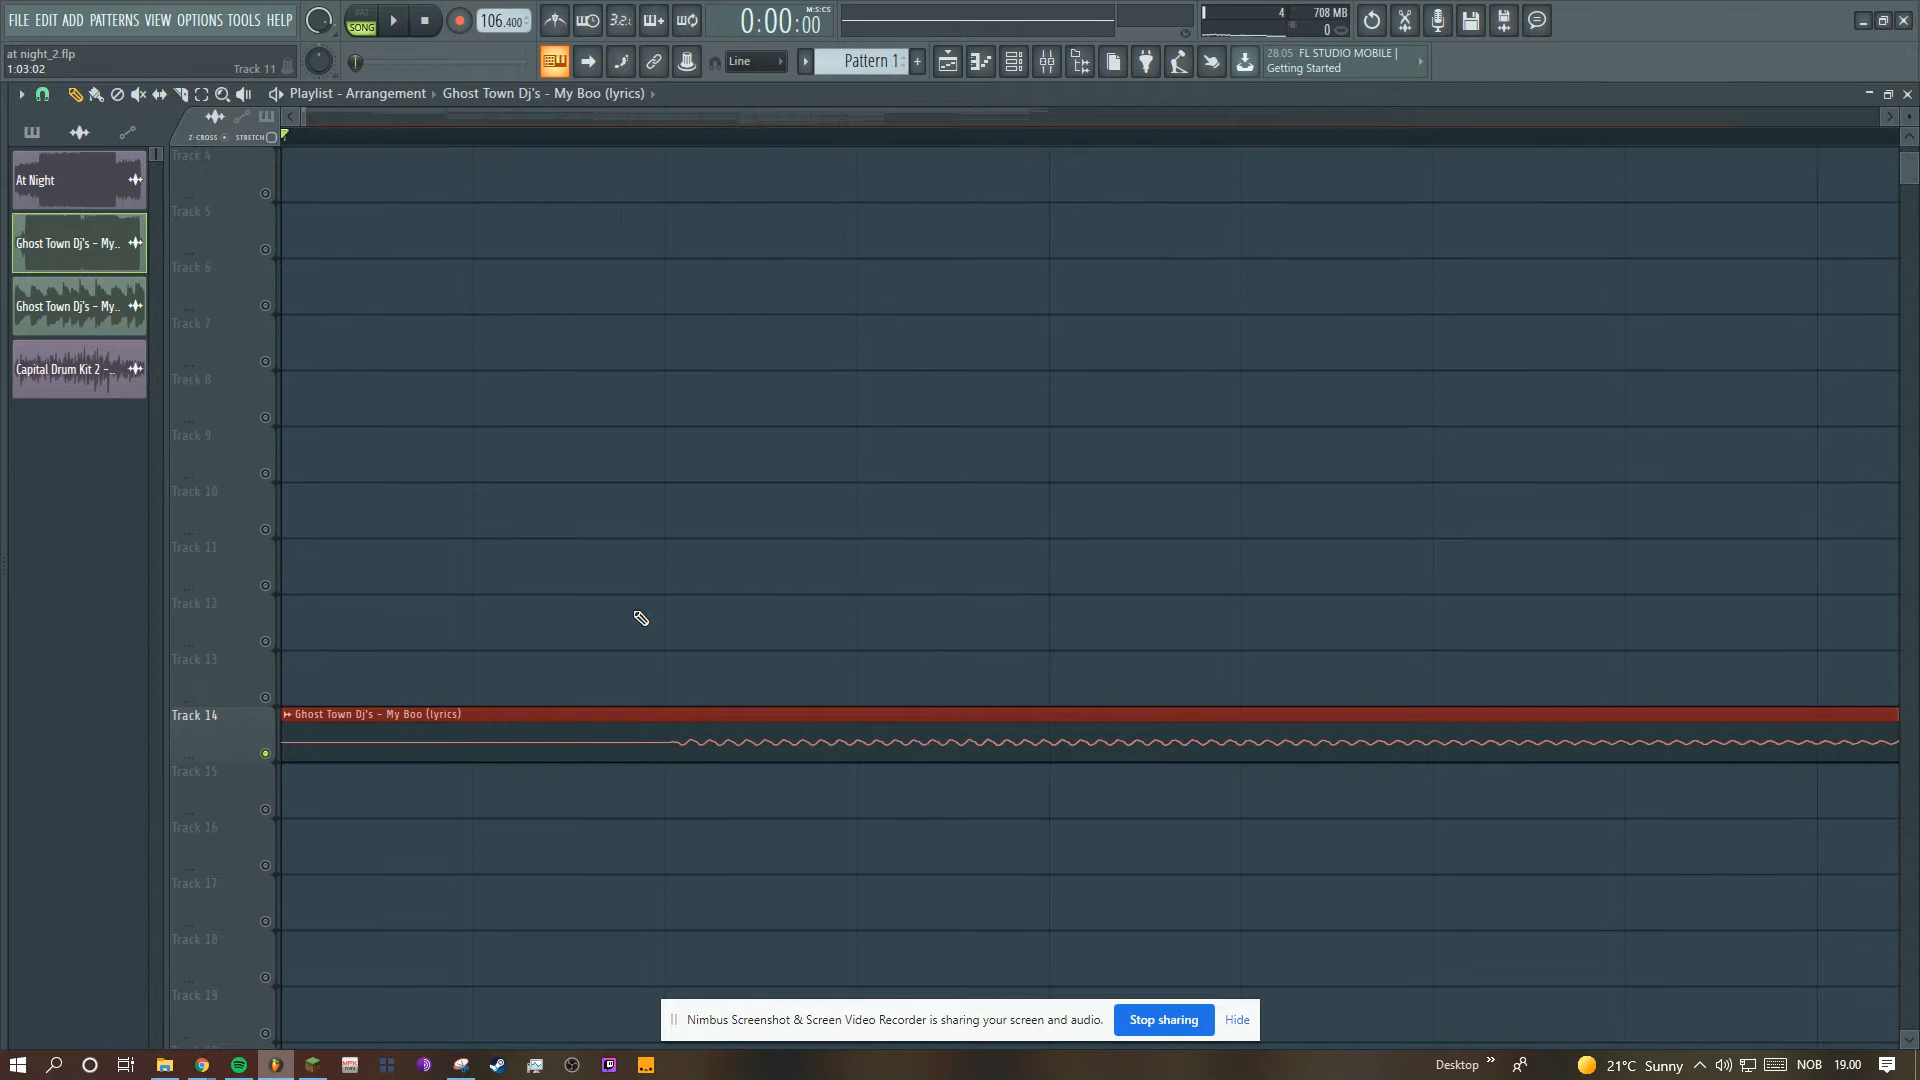 FILE EDIT ADD PATTERNS VIEW OPTIONS TOOLS HELP
PAT
SONG
106.400
3.2.
0:00:00
M:S:CS
4
708 MB
0
at night_2.flp
1:03:02
Track 11
Line
Pattern 1
+
28.05 FL STUDIO MOBILE |
Getting Started
Playlist - Arrangement › Ghost Town Dj's - My Boo (lyrics) ›
Z-CROSS
STRETCH
At Night
Ghost Town Dj's - My..
Ghost Town Dj's - My..
Capital Drum Kit 2 -..
Track 4
Track 5
Track 6
Track 7
Track 8
Track 9
Track 10
Track 11
Track 12
Track 13
Track 14
Ghost Town Dj's - My Boo (lyrics)
Track 15
Track 16
Track 17
Track 18
Track 19
Nimbus Screenshot & Screen Video Recorder is sharing your screen and audio.
Stop sharing
Hide
Desktop
21°C Sunny
NOB
19.00